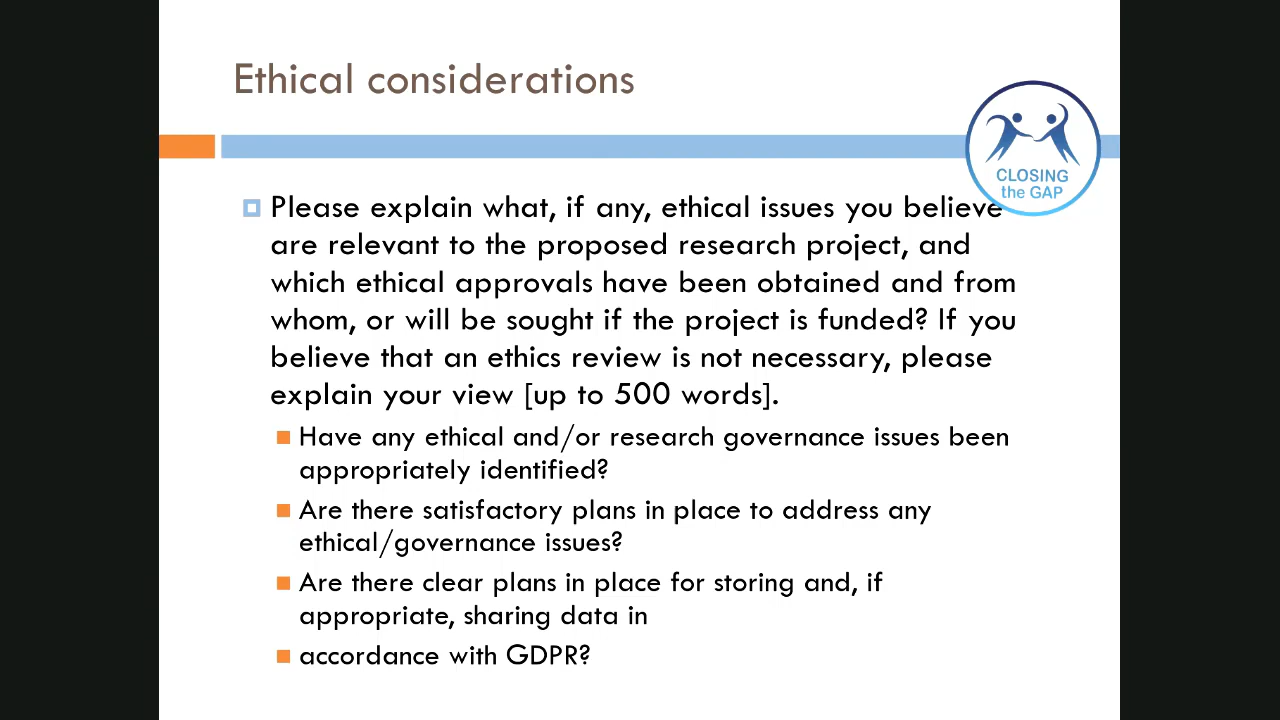 Ethical considerations
CLOSING
the GAP
Please explain what, if any, ethical issues you believe
are relevant to the proposed research project, and
which ethical approvals have been obtained and from
whom, or will be sought if the project is funded? If you
believe that an ethics review is not necessary, please
explain your view [up to 500 words].
Have any ethical and/or research governance issues been
appropriately identified?
Are there satisfactory plans in place to address any
ethical/governance issues?
Are there clear plans in place for storing and, if
appropriate, sharing data in
accordance with GDPR?